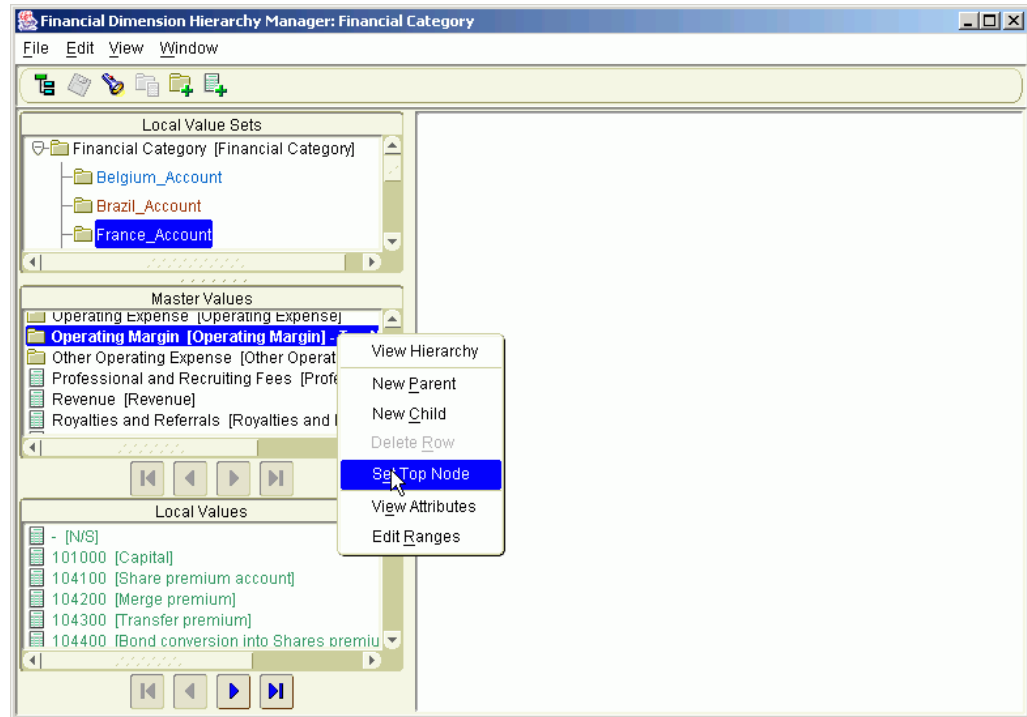 Financial Dimension Hierarchy Manager: Financial Category
File Edit View Window
Local Value Sets
Financial Category [Financial Category]
Belgium_Account
Brazil_Account
France_Account
Master Values
Operating Expense [Operating Expense]
Operating Margin [Operating Margin] -
Other Operating Expense [Other Operat
Professional and Recruiting Fees [Profe
Revenue [Revenue]
Royalties and Referrals [Royalties and
View Hierarchy
New Parent
New Child
Delete Row
Set Top Node
View Attributes
Edit Ranges
Local Values
- [N/S]
101000 [Capital]
104100 [Share premium account]
104200 [Merge premium]
104300 [Transfer premium]
104400 [Bond conversion into Shares premiu